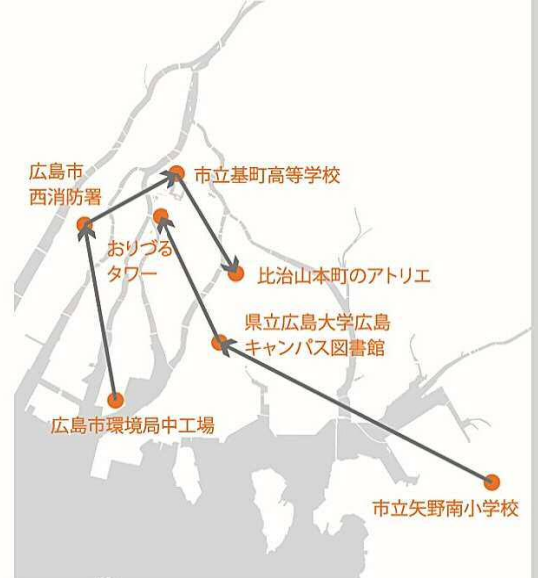 広島市
西消防署
市立基町高等学校
おりづる
タワー
比治山本町のアトリエ
県立広島大学広島
キャンパス図書館
広島市環境局中工場
市立矢野南小学校